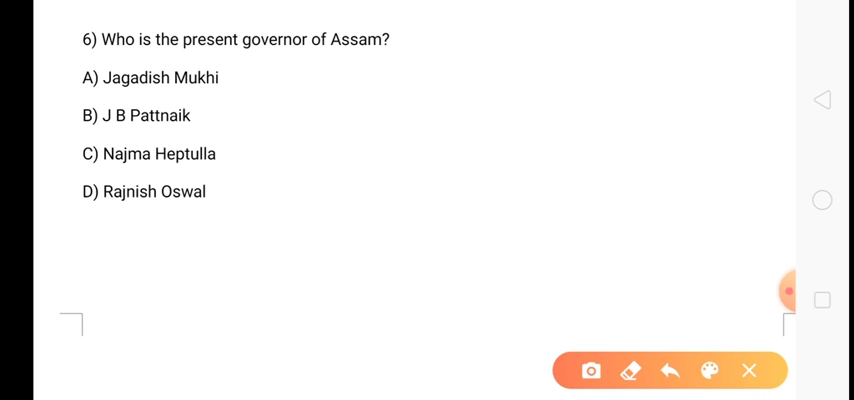 6) Who is the present governor of Assam?
A) Jagadish Mukhi
B) J B Pattnaik
C) Najma Heptulla
D) Rajnish Oswal